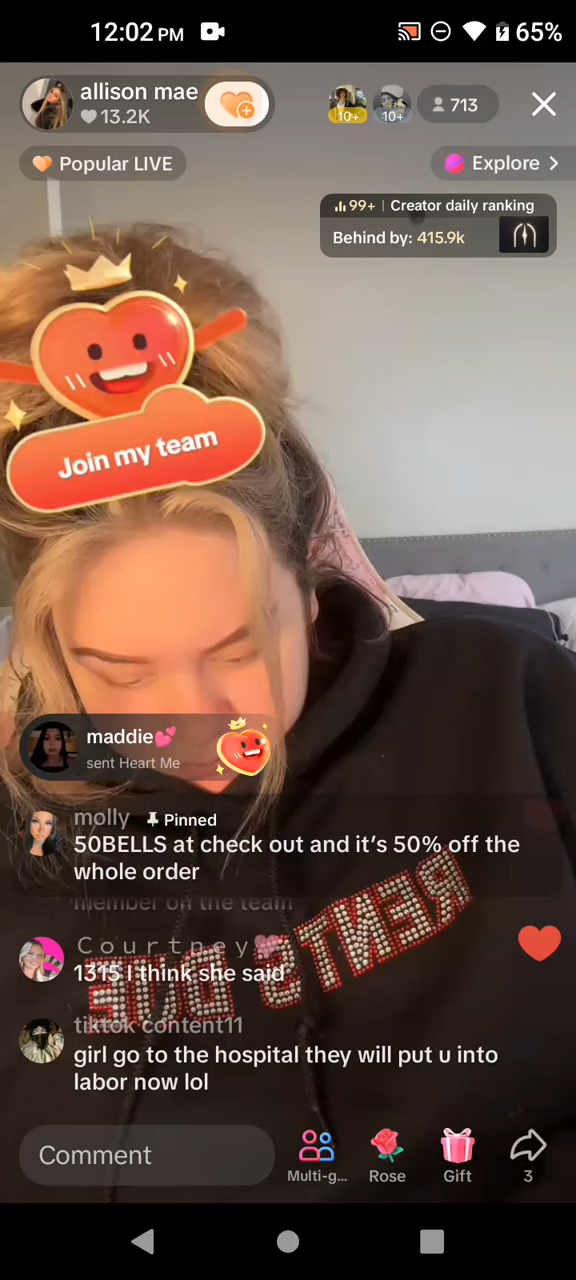 12:02 PM
65%
allison mae
13.2K
10+
10+
713
Popular LIVE
Explore >
99+ | Creator daily ranking
Behind by: 415.9k
Join my team
maddie💕
sent Heart Me
molly
Pinned
50BELLS at check out and it's 50% off the
whole order
member on the team
Courtney💖
1315 I think she said
tiktok content11
girl go to the hospital they will put u into
labor now lol
RENT'S
DUE
Comment
Multi-g...
Rose
Gift
3